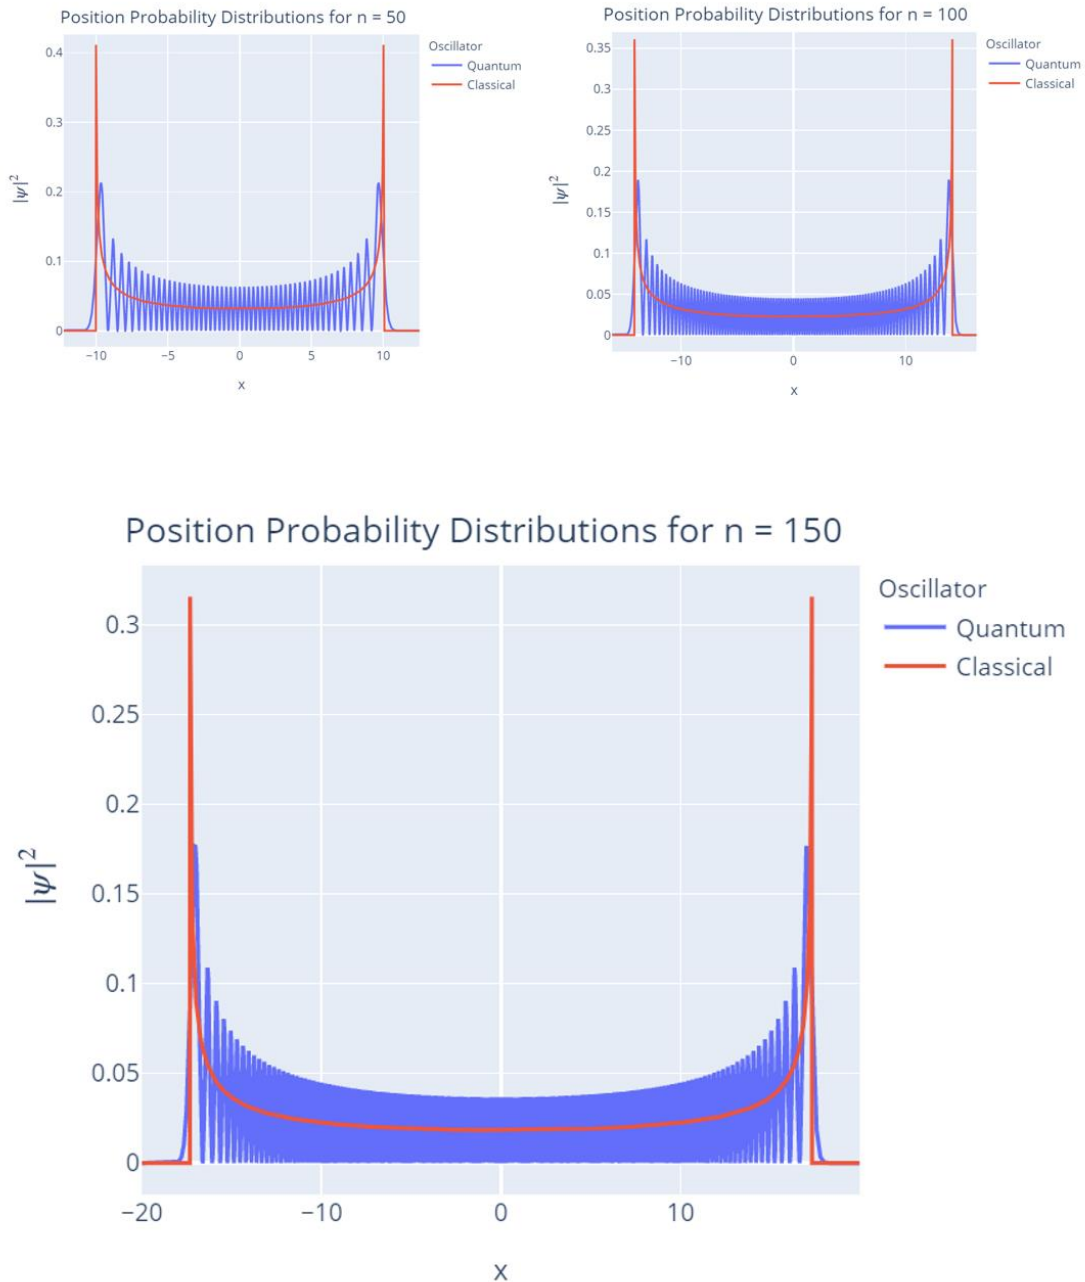 Position Probability Distributions for n = 50
0.4
0.3
0.2
0.1
0
|ψ|²
−10 −5 0 5 10
x
Oscillator
Quantum
Classical
Position Probability Distributions for n = 100
0.35
0.3
0.25
0.2
0.15
0.1
0.05
0
|ψ|²
−10 0 10
x
Oscillator
Quantum
Classical
Position Probability Distributions for n = 150
0.3
0.25
0.2
0.15
0.1
0.05
0
|ψ|²
−20 −10 0 10
x
Oscillator
Quantum
Classical